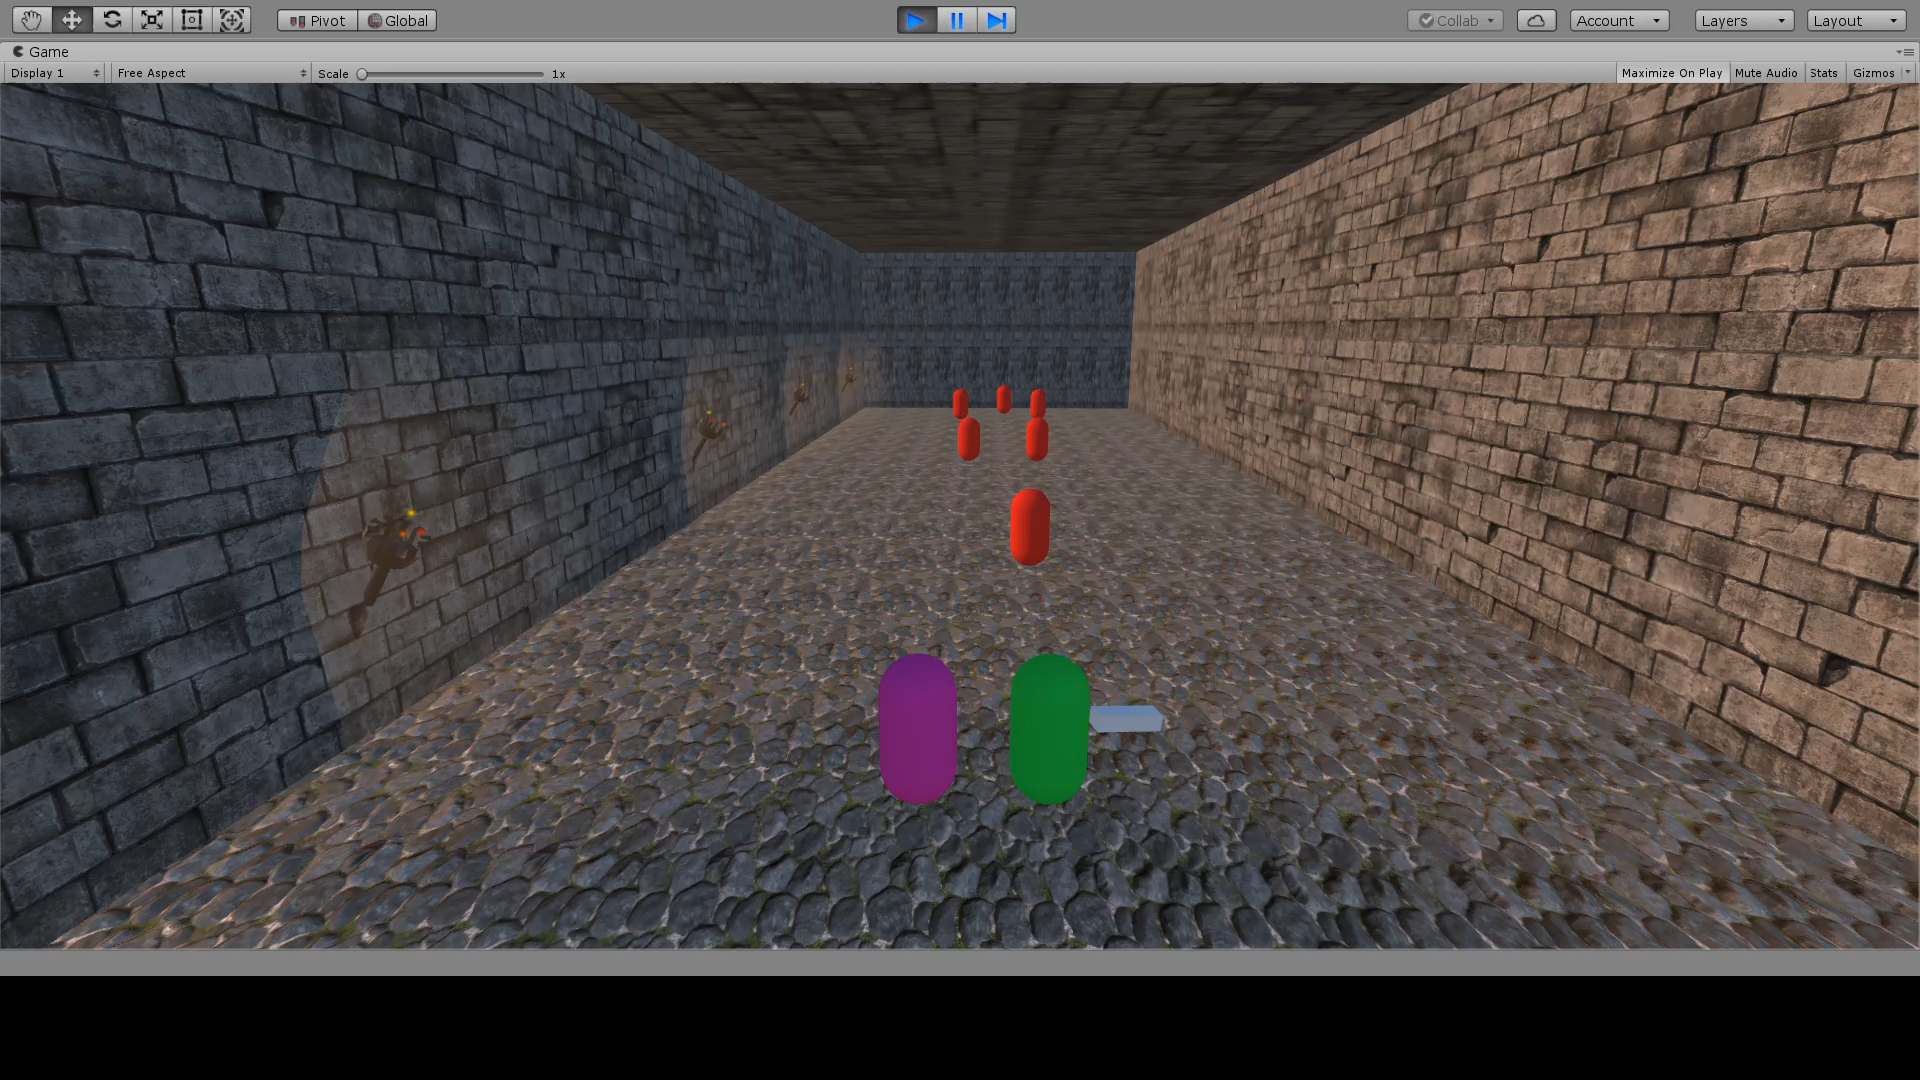 Pivot Global Collab Account Layers Layout
Game
Display 1 Free Aspect Scale 1x Maximize On Play Mute Audio Stats Gizmos